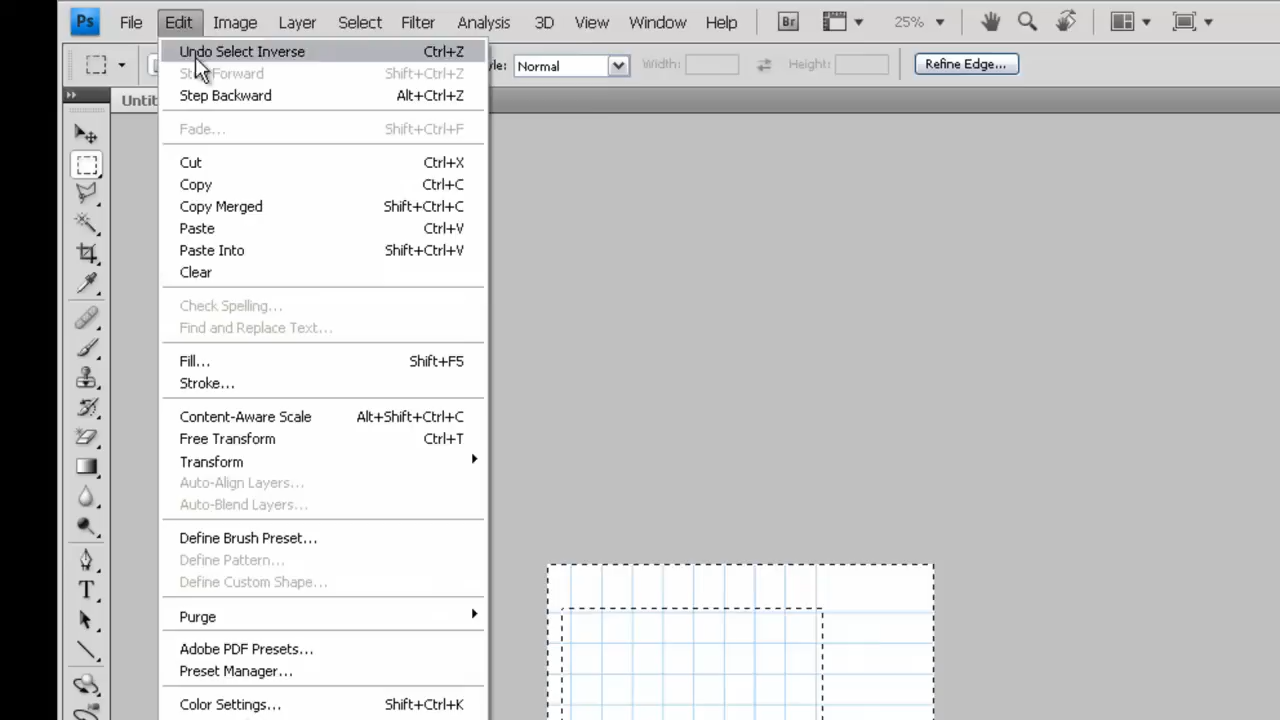 Ps File Edit Image Layer Select Filter Analysis 3D View Window Help Br 25%
Normal Width: Height: Refine Edge...
Untit
Undo Select Inverse Ctrl+Z
Forward Shift+Ctrl+Z
Step Backward Alt+Ctrl+Z
Fade... Shift+Ctrl+F
Cut Ctrl+X
Copy Ctrl+C
Copy Merged Shift+Ctrl+C
Paste Ctrl+V
Paste Into Shift+Ctrl+V
Clear
Check Spelling...
Find and Replace Text...
Fill... Shift+F5
Stroke...
Content-Aware Scale Alt+Shift+Ctrl+C
Free Transform Ctrl+T
Transform
Auto-Align Layers...
Auto-Blend Layers...
Define Brush Preset...
Define Pattern...
Define Custom Shape...
Purge
Adobe PDF Presets...
Preset Manager...
Color Settings... Shift+Ctrl+K